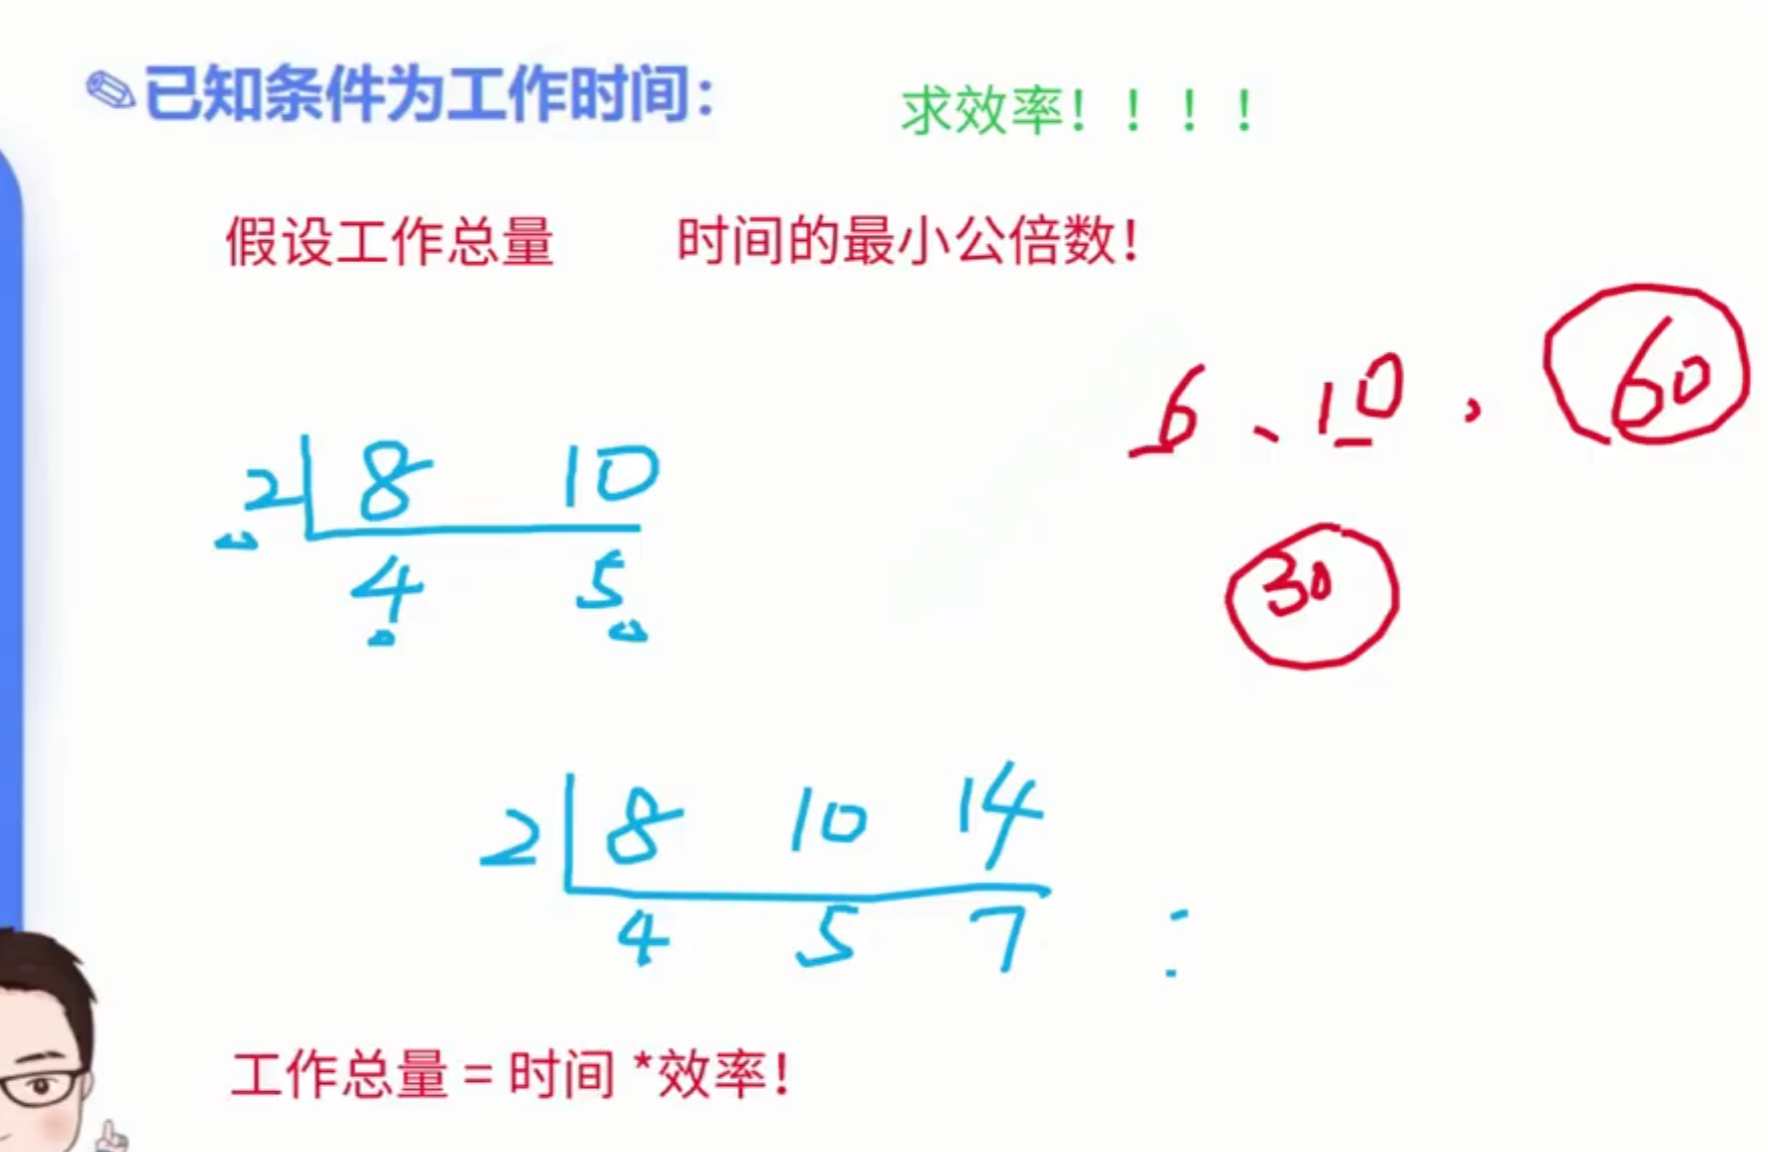 已知条件为工作时间：
求效率！！！！
假设工作总量 时间的最小公倍数！
6、10， 60
2 8 10
4 5
30
2 8 10 14
4 5 7 :
工作总量 = 时间 *效率！